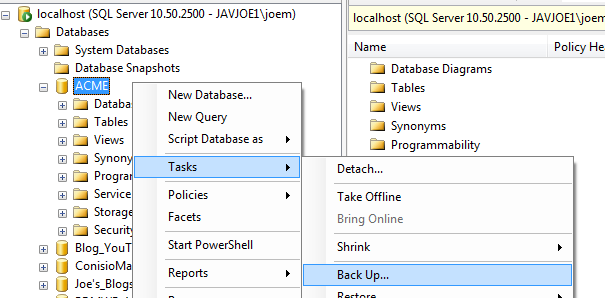 localhost (SQL Server 10.50.2500 - JAVJOE1\joem)
Databases
System Databases
Database Snapshots
ACME
Databa
Tables
Views
Synony
Progra
Service
Storage
Security
Blog_YouT
ConisioMa
Joe's_Blogs
New Database...
New Query
Script Database as
Tasks
Policies
Facets
Start PowerShell
Reports
localhost (SQL Server 10.50.2500 - JAVJOE1\joem)
Name Policy Hea
Database Diagrams
Tables
Views
Synonyms
Programmability
Detach...
Take Offline
Bring Online
Shrink
Back Up...
Restore